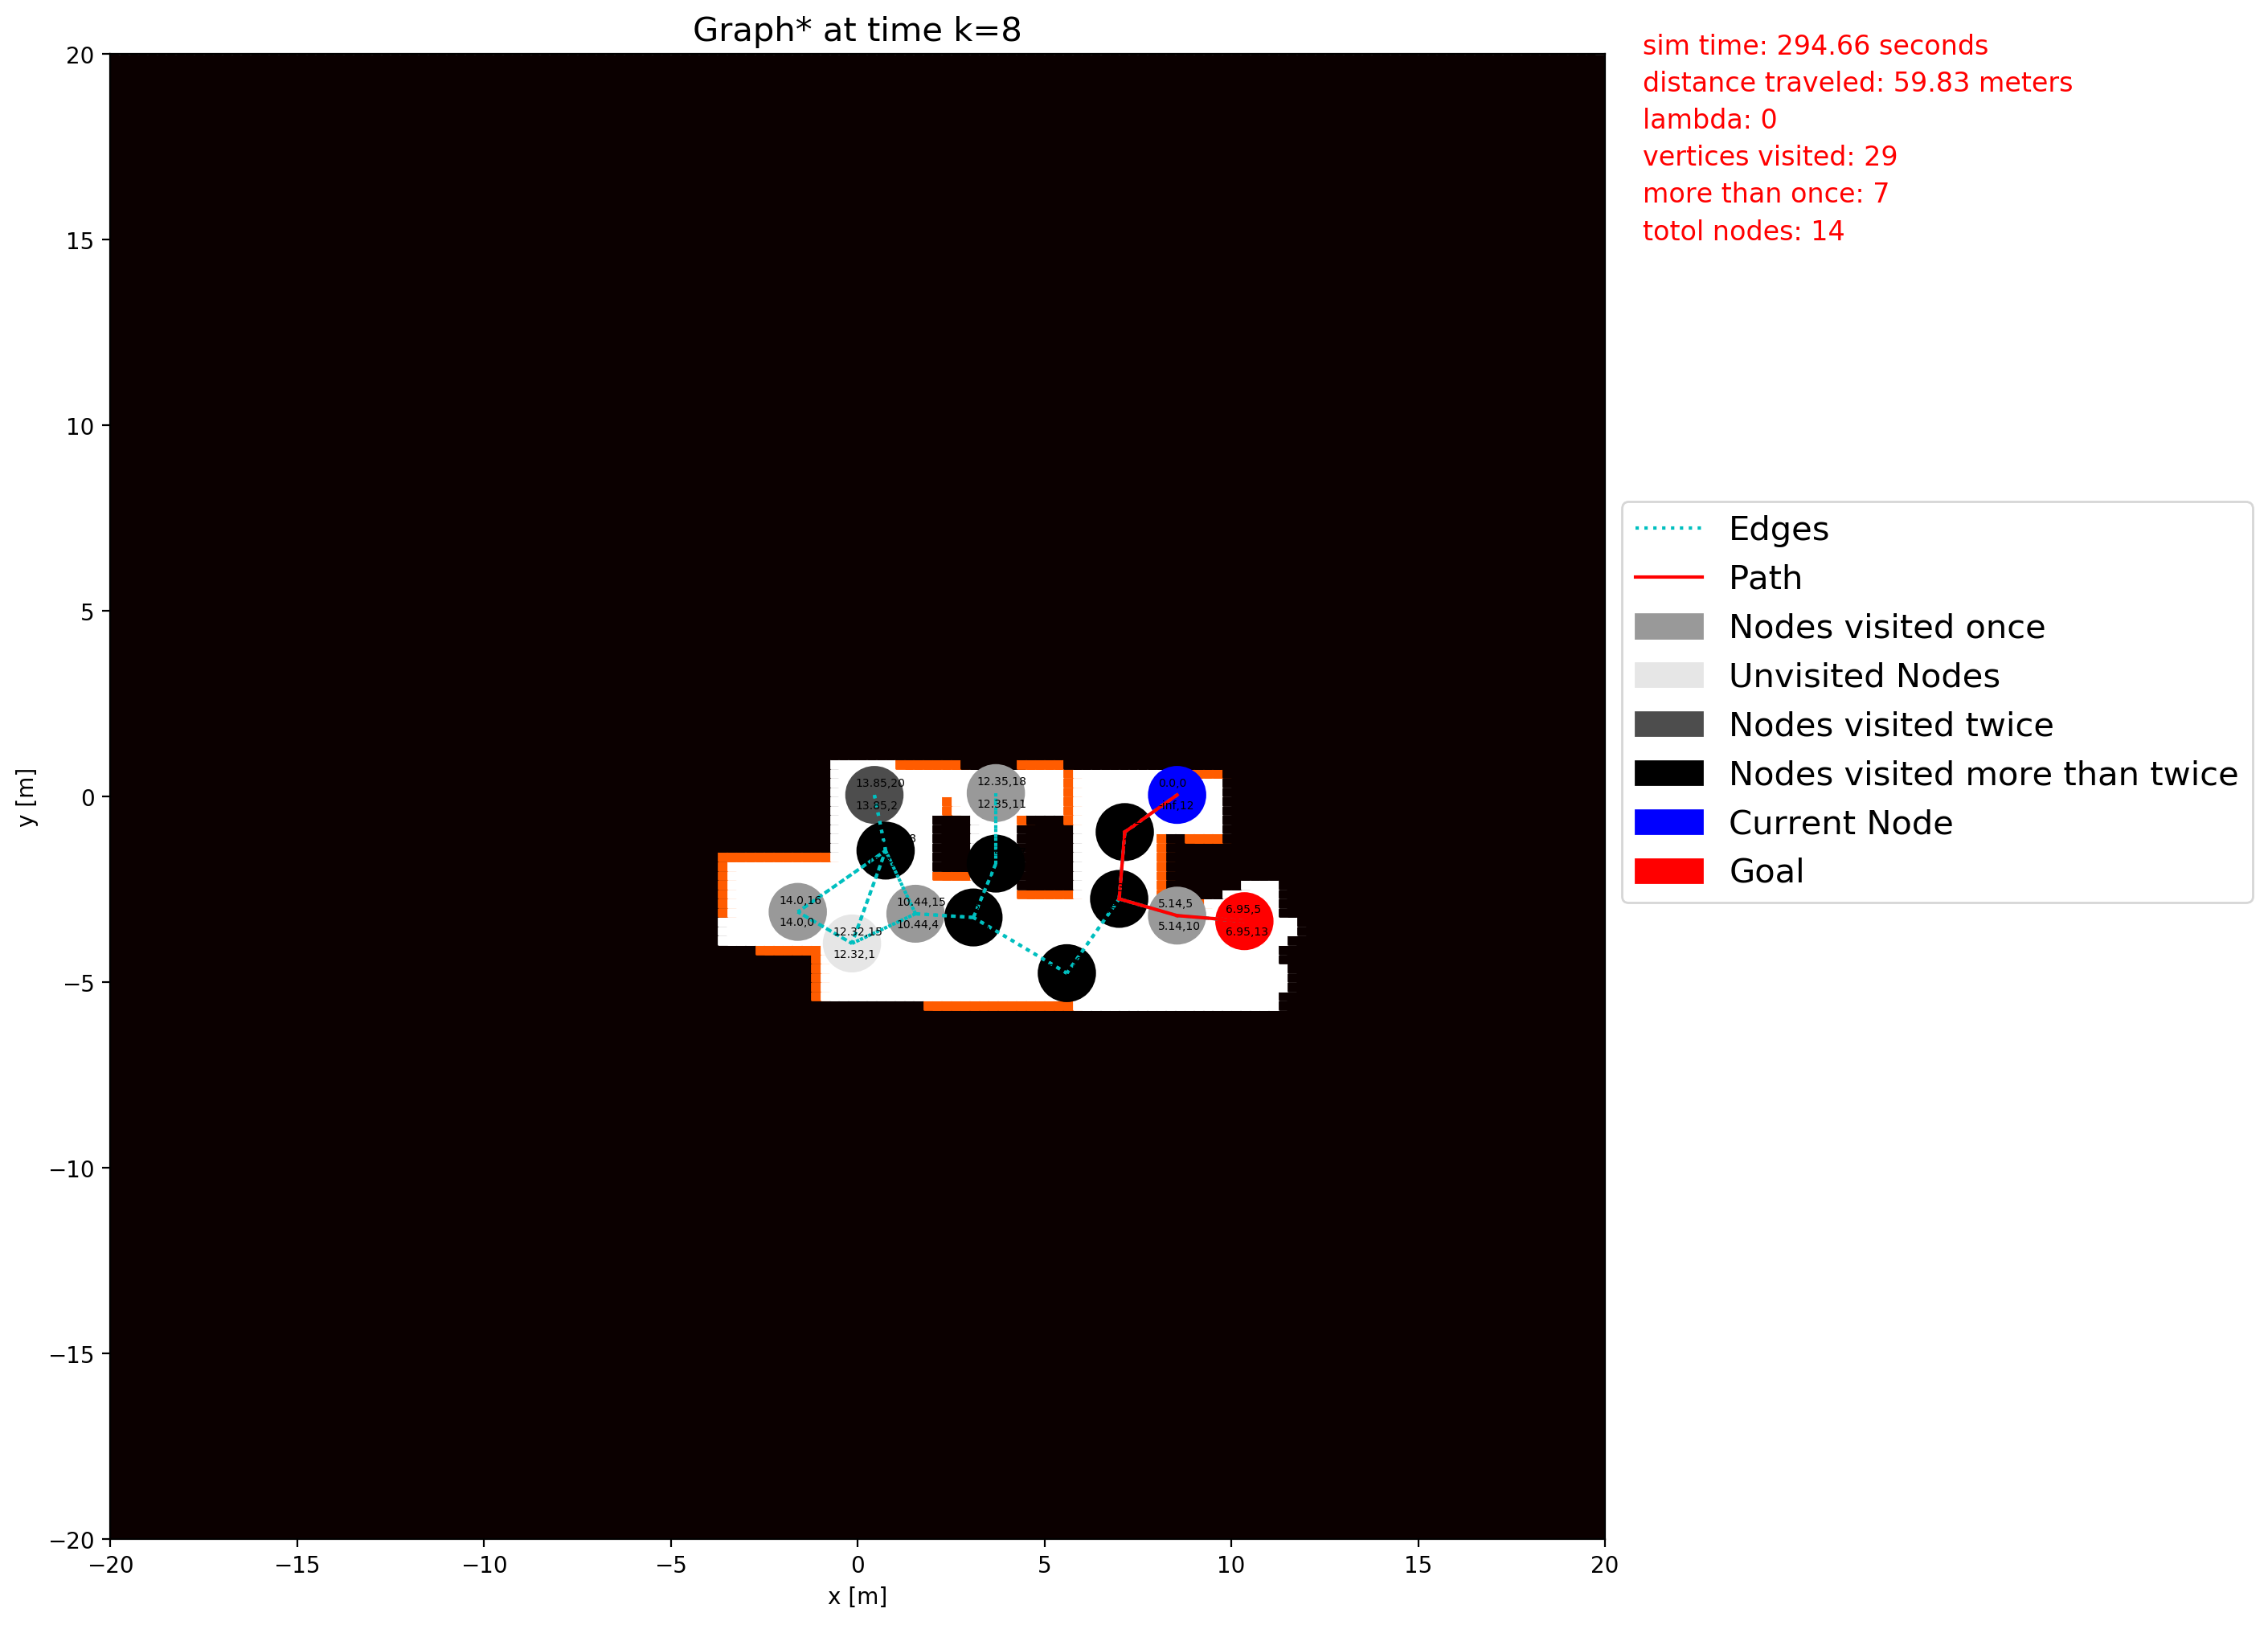 Graph* at time k=8
sim time: 294.66 seconds
distance traveled: 59.83 meters
lambda: 0
vertices visited: 29
more than once: 7
totol nodes: 14
20
15
10
5
0
−5
−10
−15
−20
y [m]
−20
−15
−10
−5
0
5
10
15
20
x [m]
13.85,20
13.85,2
12.35,18
12.35,11
0.0,0
14.0,16
14.0,0
10.44,15
10.44,4
12.32,15
12.32,1
5.14,5
5.14,10
6.95,5
6.95,13
Edges
Path
Nodes visited once
Unvisited Nodes
Nodes visited twice
Nodes visited more than twice
Current Node
Goal